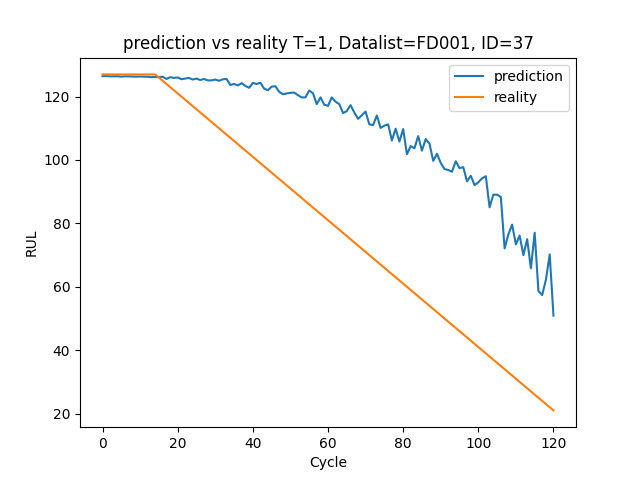 prediction vs reality T=1, Datalist=FD001, ID=37
prediction
reality
120
100
80
60
40
20
RUL
0 20 40 60 80 100 120
Cycle